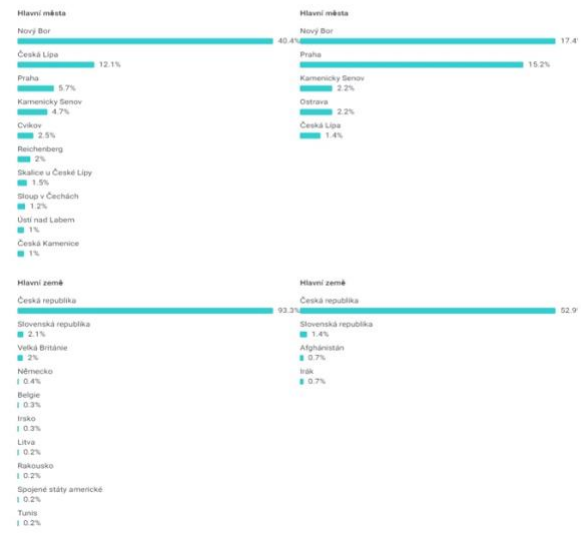 Hlavní města
Nový Bor
40.4%
Česká Lípa
12.1%
Praha
5.7%
Kamenicky Senov
4.7%
Cvikov
2.5%
Reichenberg
2%
Skalice u České Lípy
1.5%
Sloup v Čechách
1.2%
Ústí nad Labem
1%
Česká Kamenice
1%
Hlavní města
Nový Bor
17.4
Praha
15.2%
Kamenicky Senov
2.2%
Ostrava
2.2%
Česká Lípa
1.4%
Hlavní země
Česká republika
93.3%
Slovenská republika
2.1%
Velká Británie
2%
Německo
0.4%
Belgie
0.3%
Irsko
0.3%
Litva
0.2%
Rakousko
0.2%
Spojené státy americké
0.2%
Tunis
0.2%
Hlavní země
Česká republika
52.9
Slovenská republika
1.4%
Afghánistán
0.7%
Irák
0.7%